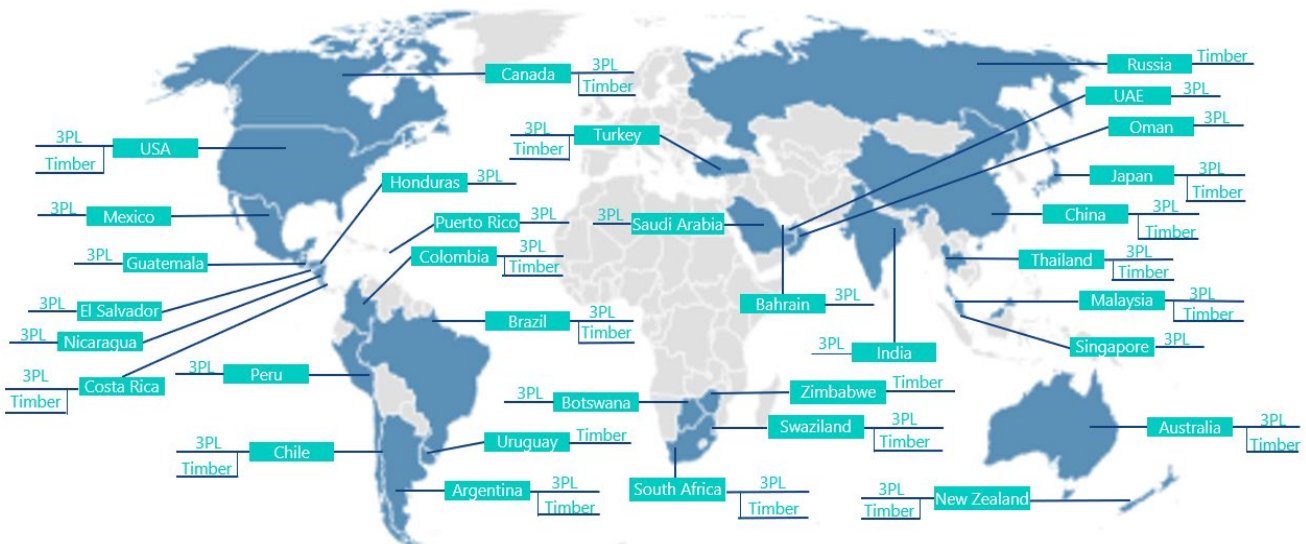 Canada
3PL
Timber
Russia
Timber
UAE
3PL
Oman
3PL
3PL
Timber
USA
3PL
Timber
Turkey
Japan
3PL
Timber
Honduras
3PL
3PL
Mexico
Puerto Rico
3PL
3PL
Saudi Arabia
China
3PL
Timber
3PL
Guatemala
Colombia
3PL
Timber
Thailand
3PL
Timber
3PL
El Salvador
Bahrain
3PL
Malaysia
3PL
Timber
3PL
Nicaragua
Brazil
3PL
Timber
3PL
India
Singapore
3PL
3PL
Timber
Costa Rica
3PL
Peru
3PL
Botswana
Zimbabwe
Timber
Swaziland
3PL
Timber
Australia
3PL
Timber
3PL
Timber
Chile
Uruguay
Timber
Argentina
3PL
Timber
South Africa
3PL
Timber
3PL
Timber
New Zealand